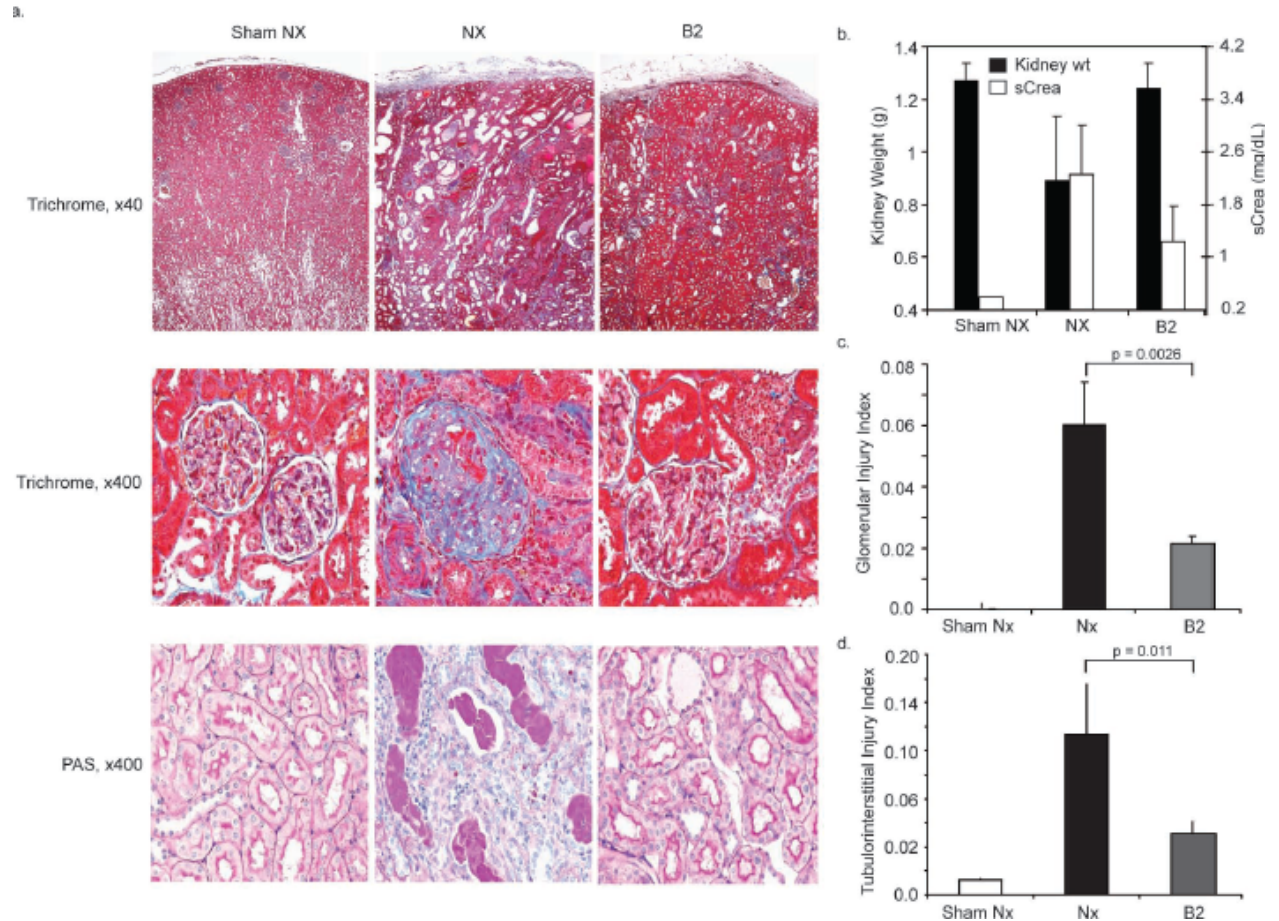 a.
Sham NX
NX
B2
Trichrome, x40
Trichrome, x400
PAS, x400
b.
1.4
1.2
1
0.8
0.6
0.4
Kidney Weight (g)
Kidney wt
sCrea
4.2
3.4
2.6
1.8
1
0.2
sCrea (mg/dL)
Sham NX
NX
B2
c.
p = 0.0026
0.08
0.06
0.04
0.02
0.0
Glomerular Injury Index
Sham Nx
Nx
B2
d.
p = 0.011
0.20
0.14
0.10
0.06
0.02
0.0
Tubulorinterstitial Injury Index
Sham Nx
Nx
B2